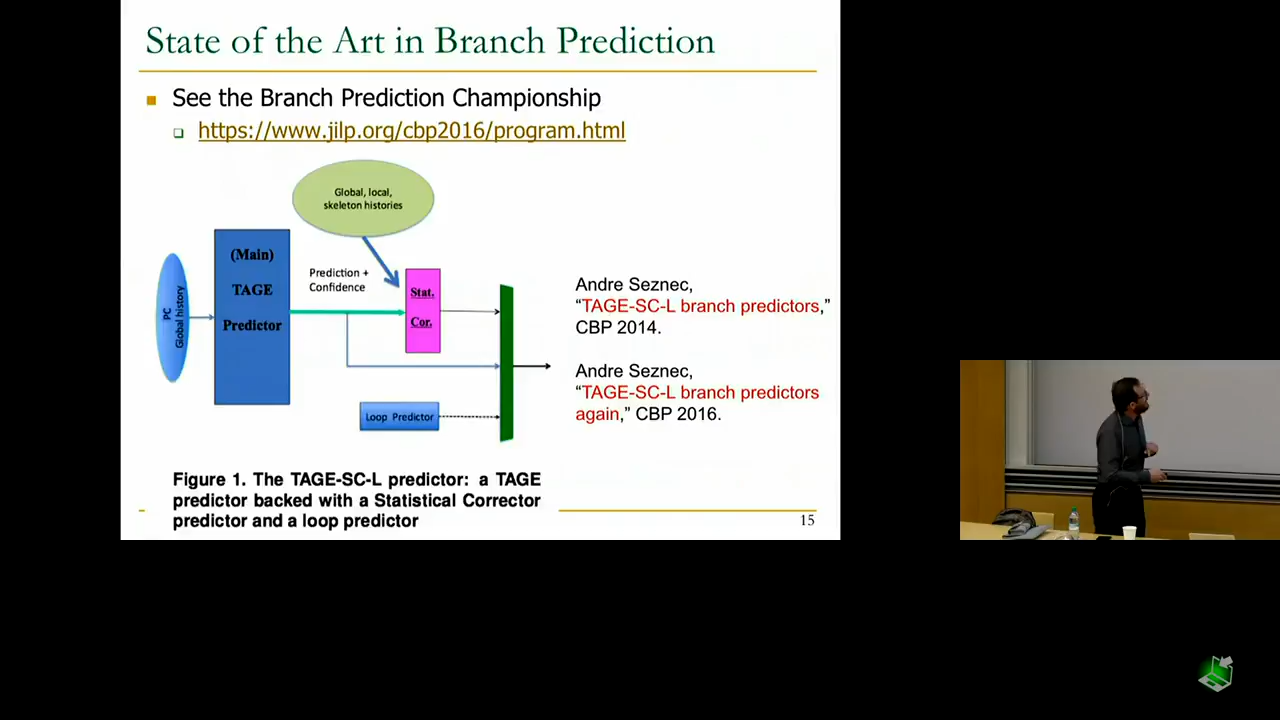 State of the Art in Branch Prediction
See the Branch Prediction Championship
https://www.jilp.org/cbp2016/program.html
Global, local,
skeleton histories
(Main)
TAGE
Predictor
PC
Global history
Prediction +
Confidence
Stat.
Cor.
Loop Predictor
Andre Seznec,
“TAGE-SC-L branch predictors,”
CBP 2014.
Andre Seznec,
“TAGE-SC-L branch predictors
again,” CBP 2016.
Figure 1. The TAGE-SC-L predictor: a TAGE
predictor backed with a Statistical Corrector
predictor and a loop predictor
15